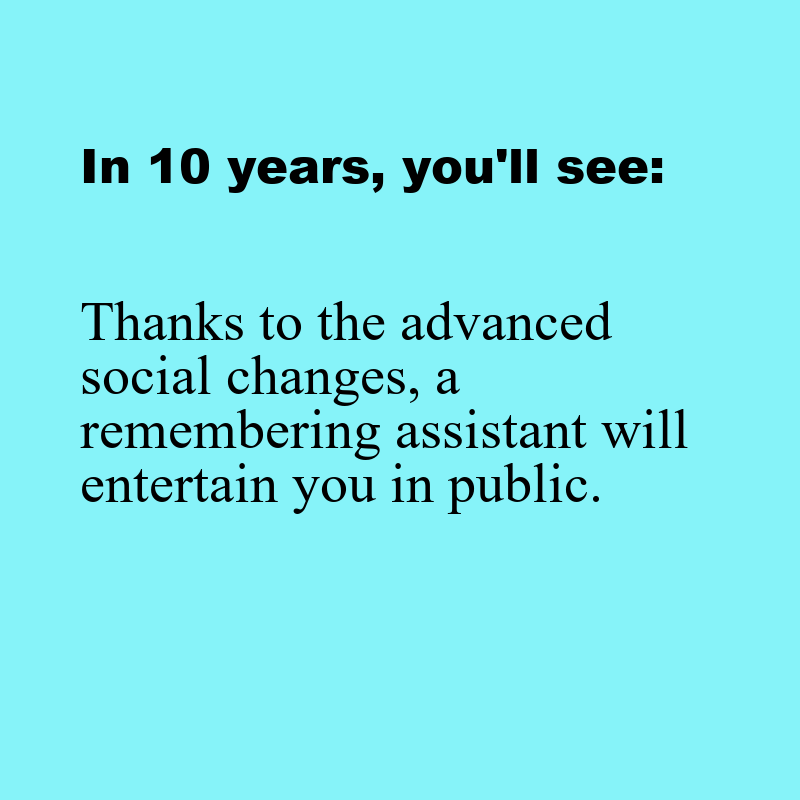 In 10 years, you'll see:
Thanks to the advanced
social changes, a
remembering assistant will
entertain you in public.